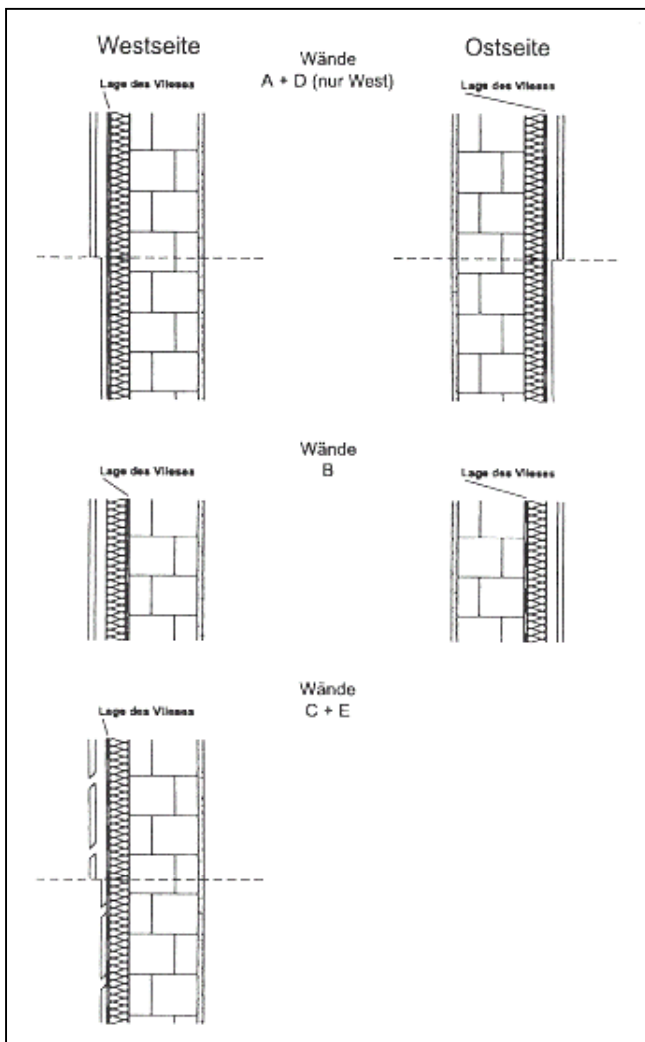 Westseite
Ostseite
Wände
A + D (nur West)
Lage des Vlieses
Lage des Vlieses
Wände
B
Lage des Vlieses
Lage des Vlieses
Wände
C + E
Lage des Vlieses